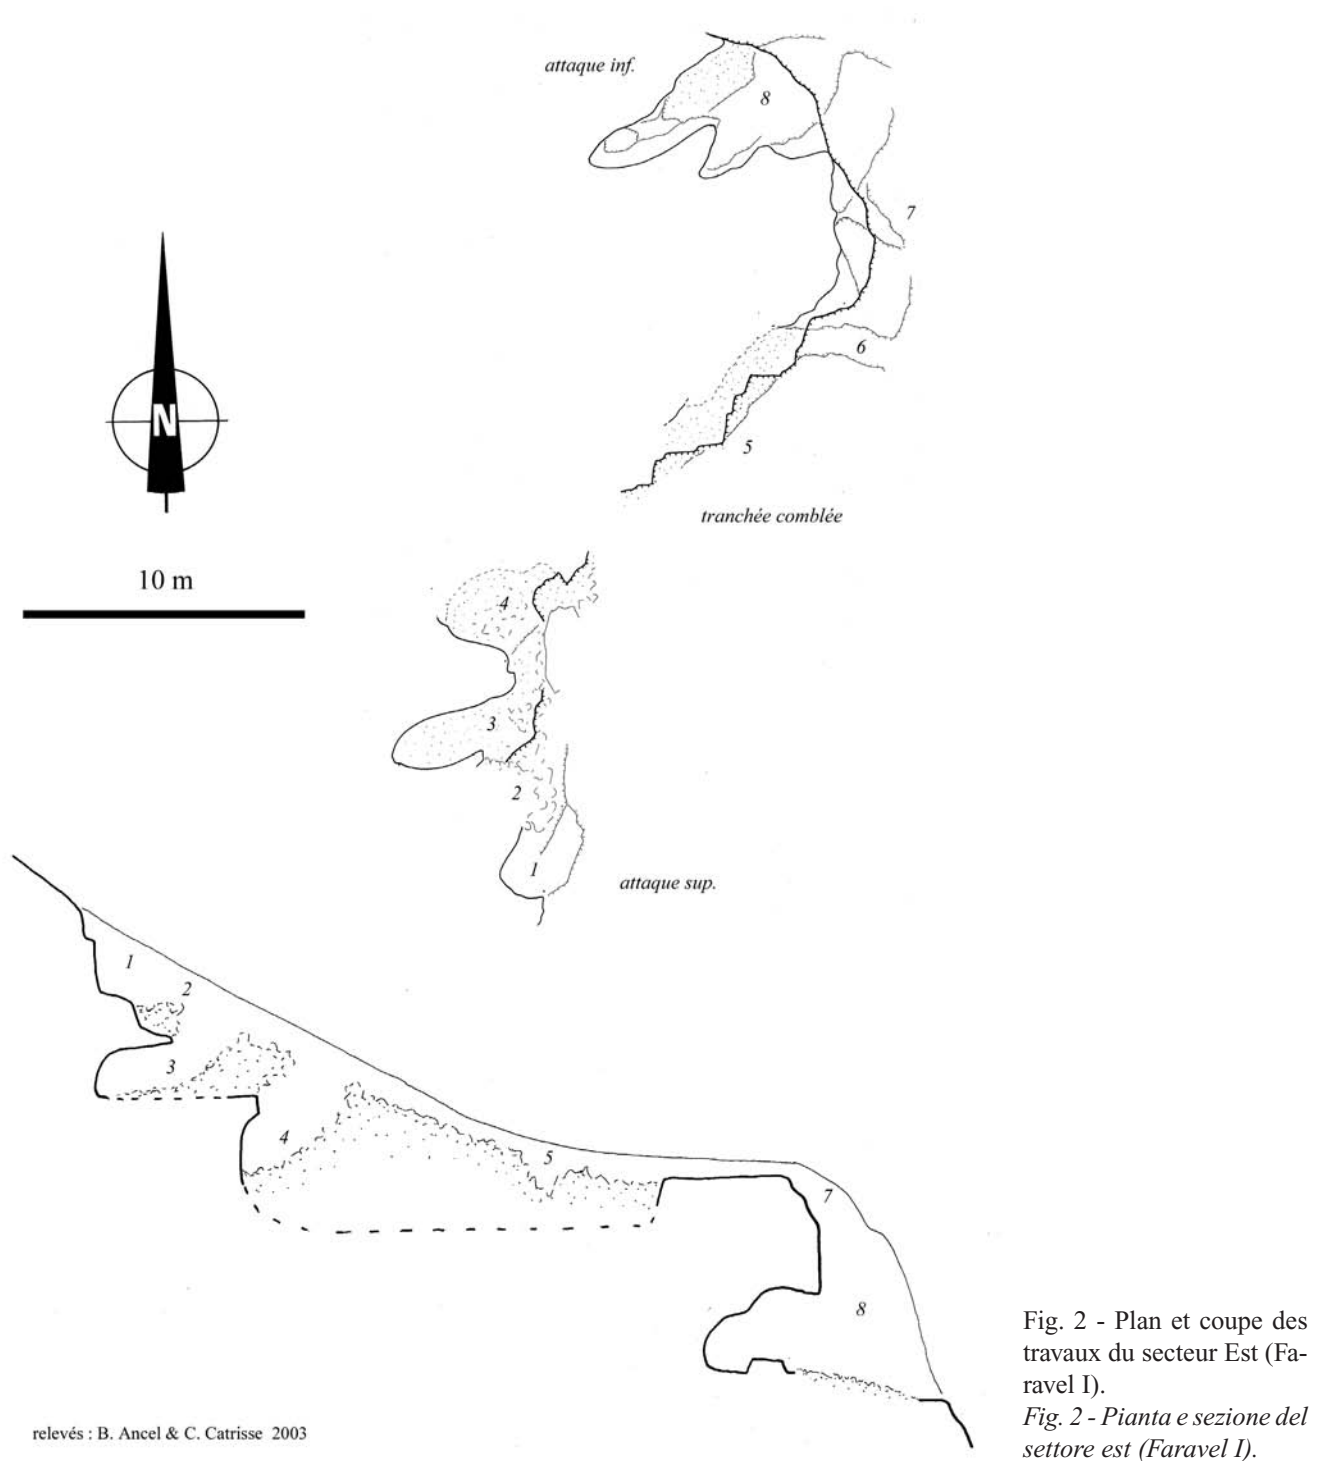 attaque inf.
8
7
N
6
5
tranchée comblée
10 m
4
3
2
1
attaque sup.
1
2
3
4
5
7
8
Fig. 2 - Plan et coupe des
travaux du secteur Est (Fa-
ravel I).
Fig. 2 - Pianta e sezione del
settore est (Faravel I).
relevés : B. Ancel & C. Catrisse 2003